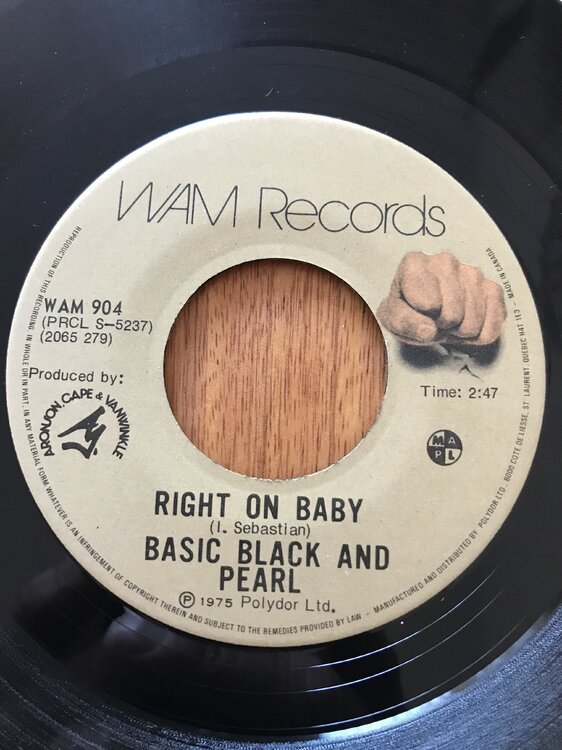 WAM Records
WAM 904
(PRCL S-5237)
(2065 279)
Produced by:
ARONJON CAPE & VANWINKLE
Time: 2:47
M A P L
RIGHT ON BABY
(I. Sebastian)
BASIC BLACK AND
PEARL
Ⓟ 1975 Polydor Ltd.
REPRODUCTION OF THIS RECORDING IN WHOLE OR IN PART, IN ANY MATERIAL FORM WHATEVER IS AN INFRINGEMENT OF COPYRIGHT THEREIN AND SUBJECT TO THE REMEDIES PROVIDED BY LAW – MANUFACTURED AND DISTRIBUTED BY POLYDOR LTD. 6000 COTE DE LIESSE, ST. LAURENT, QUEBEC H4T 1E3 – MADE IN CANADA